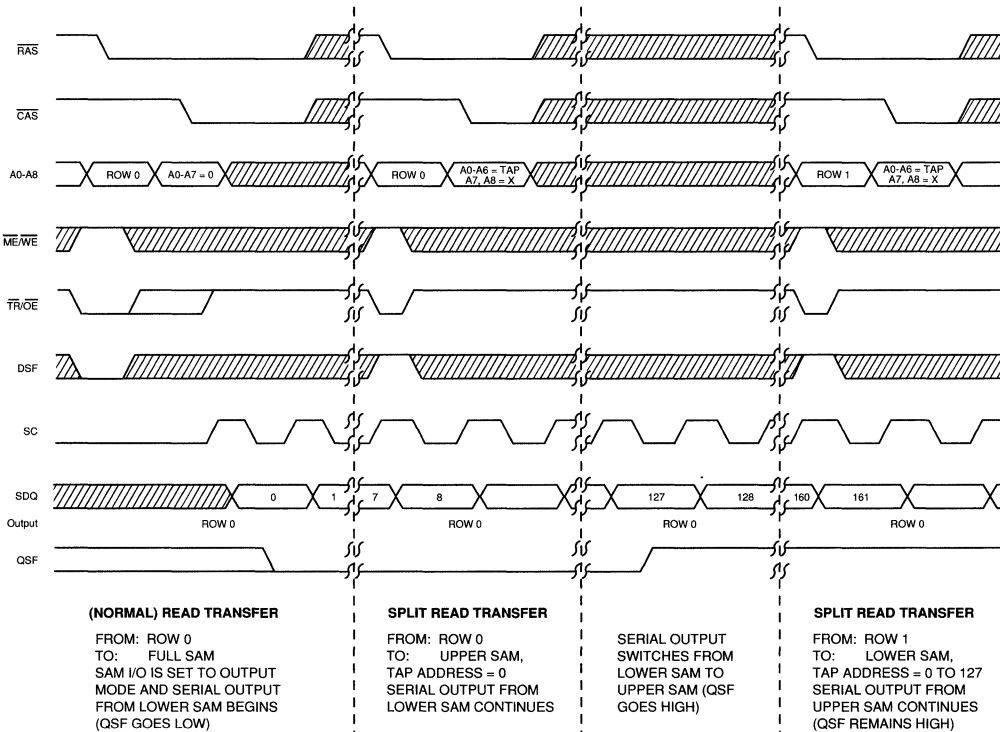 RAS
CAS
A0-A8 ROW 0 A0-A7 = 0 ROW 0 A0-A6 = TAP ROW 1 A0-A6 = TAP
A7, A8 = X A7, A8 = X
ME/WE
TR/OE
DSF
SC
SDQ 0 1 7 8 127 128 160 161
Output ROW 0 ROW 0 ROW 0 ROW 0
QSF
(NORMAL) READ TRANSFER
FROM: ROW 0
TO: FULL SAM
SAM I/O IS SET TO OUTPUT
MODE AND SERIAL OUTPUT
FROM LOWER SAM BEGINS
(QSF GOES LOW)
SPLIT READ TRANSFER
FROM: ROW 0
TO: UPPER SAM,
TAP ADDRESS = 0
SERIAL OUTPUT FROM
LOWER SAM CONTINUES
SERIAL OUTPUT
SWITCHES FROM
LOWER SAM TO
UPPER SAM (QSF
GOES HIGH)
SPLIT READ TRANSFER
FROM: ROW 1
TO: LOWER SAM,
TAP ADDRESS = 0 TO 127
SERIAL OUTPUT FROM
UPPER SAM CONTINUES
(QSF REMAINS HIGH)